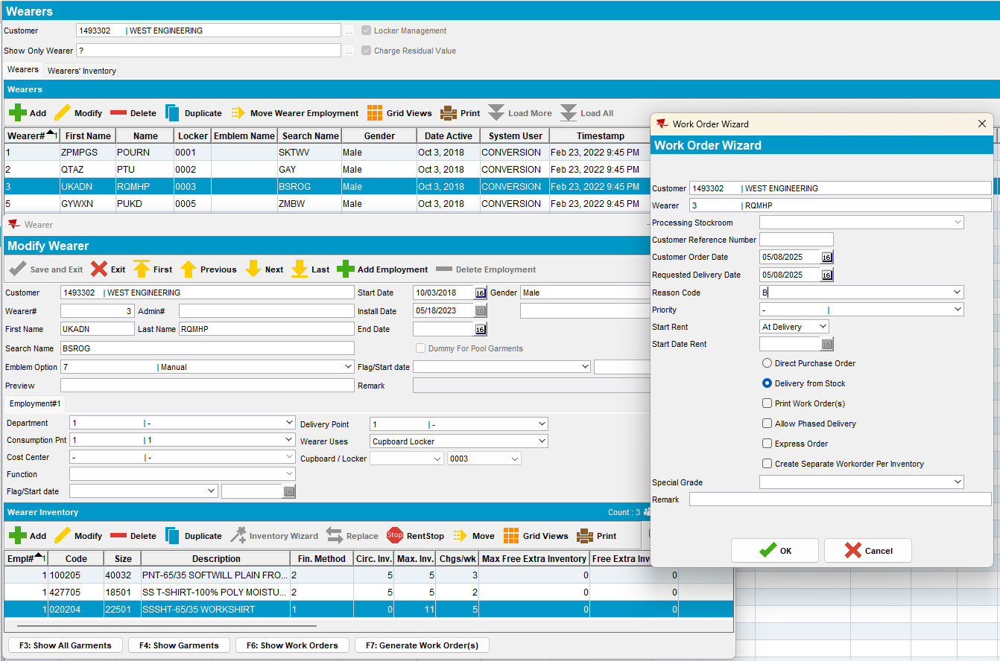 Wearers
Customer 1493302 | WEST ENGINEERING ... Locker Management
Show Only Wearer ? ... Charge Residual Value
Wearers Wearers' Inventory
Wearers
Add Modify Delete Duplicate Move Wearer Employment Grid Views Print Load More Load All
Wearer# 1 First Name Name Locker Emblem Name Search Name Gender Date Active System User Timestamp
1 ZPMPGS POURN 0001 SKTWV Male Oct 3, 2018 CONVERSION Feb 23, 2022 9:45 PM
2 QTAZ PTU 0002 GAY Male Oct 3, 2018 CONVERSION Feb 23, 2022 9:45 PM
3 UKADN RQMHP 0003 BSROG Male Oct 3, 2018 CONVERSION Feb 23, 2022 9:45 PM
5 GYWXN PUKD 0005 ZMBW Male Oct 3, 2018 CONVERSION Feb 23, 2022 9:45 PM
Wearer
Modify Wearer
Save and Exit Exit First Previous Next Last Add Employment Delete Employment
Customer 1493302 | WEST ENGINEERING Start Date 10/03/2018 16 Gender Male
Wearer# 3 Admin# Install Date 05/18/2023 16
First Name UKADN Last Name RQMHP End Date 16
Search Name BSROG Dummy For Pool Garments
Emblem Option 7 | Manual Flag/Start date
Preview Remark
Employment#1
Department 1 | - Delivery Point 1 | -
Consumption Pnt 1 | 1 Wearer Uses Cupboard Locker
Cost Center - | - Cupboard / Locker 0003
Function
Flag/Start date 16
Wearer Inventory Count : 3
Add Modify Delete Duplicate Inventory Wizard Replace Stop RentStop Move Grid Views Print
Empl# 1 Code Size Description Fin. Method Circ. Inv. Max. Inv. Chgs/wk Max Free Extra Inventory Free Extra Inv
1 100205 40032 PNT-65/35 SOFTWILL PLAIN FRO... 2 5 5 3 0 0
1 427705 18501 SS T-SHIRT-100% POLY MOISTU... 2 5 5 2 0 0
1 020204 22501 SSSHT-65/35 WORKSHIRT 1 0 11 5 0 0
F3: Show All Garments F4: Show Garments F6: Show Work Orders F7: Generate Work Order(s)
Work Order Wizard
Work Order Wizard
Customer 1493302 | WEST ENGINEERING
Wearer 3 | RQMHP
Processing Stockroom
Customer Reference Number
Customer Order Date 05/08/2025 16
Requested Delivery Date 05/08/2025 16
Reason Code B
Priority - |
Start Rent At Delivery
Start Date Rent 16
Direct Purchase Order
Delivery from Stock
Print Work Order(s)
Allow Phased Delivery
Express Order
Create Separate Workorder Per Inventory
Special Grade
Remark
OK Cancel